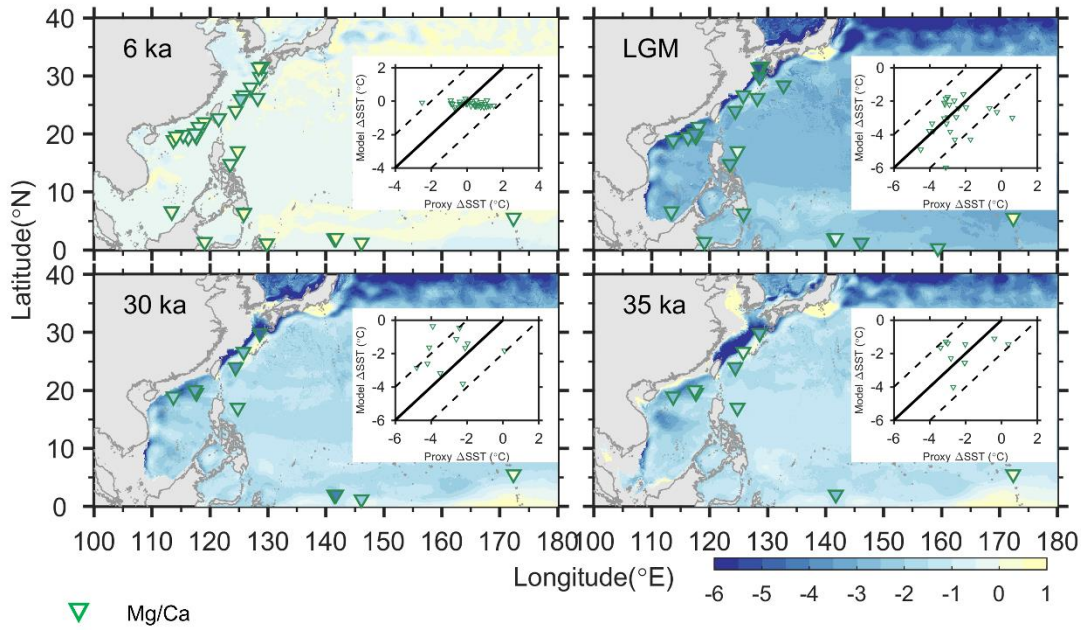 40
30
20
10
0
6 ka
2
0
-2
-4
-4 -2 0 2 4
Model ΔSST (°C)
Proxy ΔSST (°C)
LGM
0
-2
-4
-6
-6 -4 -2 0 2
Model ΔSST (°C)
Proxy ΔSST (°C)
Latitude(°N)
40
30
20
10
0
30 ka
0
-2
-4
-6
-6 -4 -2 0 2
Model ΔSST (°C)
Proxy ΔSST (°C)
35 ka
0
-2
-4
-6
-6 -4 -2 0 2
Model ΔSST (°C)
Proxy ΔSST (°C)
100 110 120 130 140 150 160 170 180
100 110 120 130 140 150 160 170 180
Longitude(°E)
-6 -5 -4 -3 -2 -1 0 1
Mg/Ca